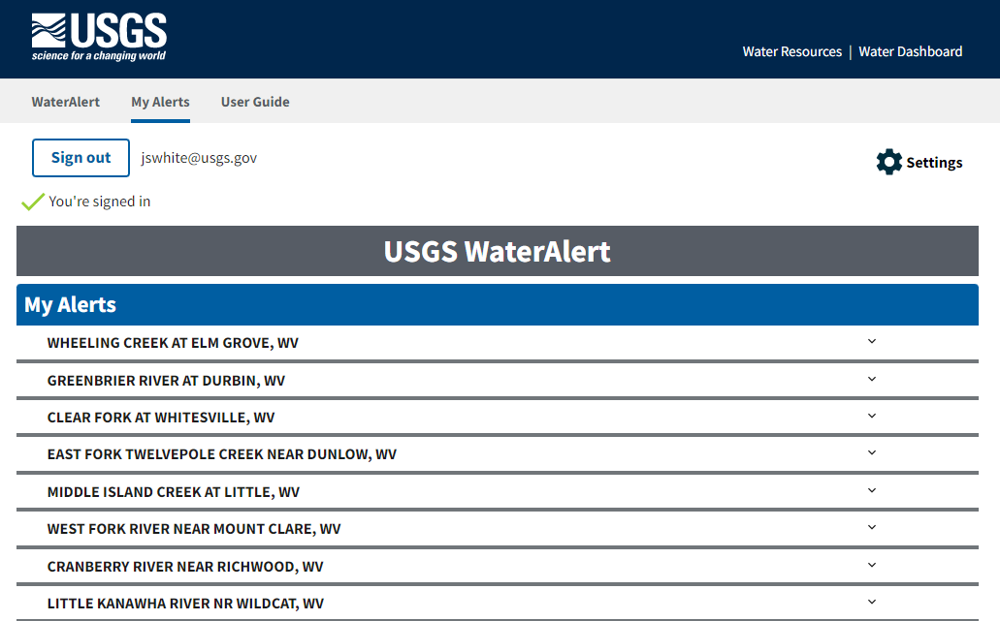 USGS
science for a changing world
Water Resources | Water Dashboard
WaterAlert My Alerts User Guide
Sign out jswhite@usgs.gov
Settings
You're signed in
USGS WaterAlert
My Alerts
WHEELING CREEK AT ELM GROVE, WV
GREENBRIER RIVER AT DURBIN, WV
CLEAR FORK AT WHITESVILLE, WV
EAST FORK TWELVEPOLE CREEK NEAR DUNLOW, WV
MIDDLE ISLAND CREEK AT LITTLE, WV
WEST FORK RIVER NEAR MOUNT CLARE, WV
CRANBERRY RIVER NEAR RICHWOOD, WV
LITTLE KANAWHA RIVER NR WILDCAT, WV